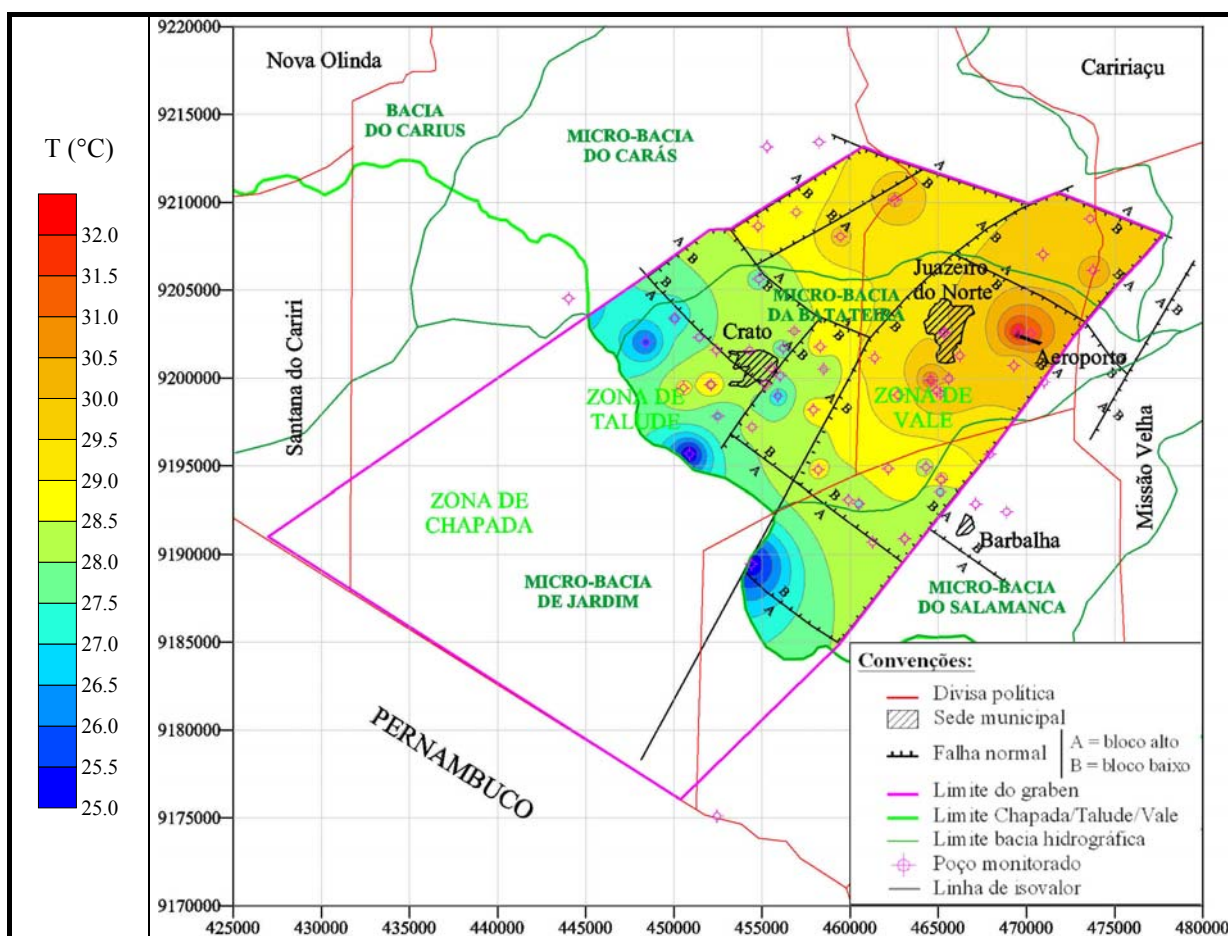 T (°C)
32.0
31.5
31.0
30.5
30.0
29.5
29.0
28.5
28.0
27.5
27.0
26.5
26.0
25.5
25.0
9220000
9215000
9210000
9205000
9200000
9195000
9190000
9185000
9180000
9175000
9170000
425000
430000
435000
440000
445000
450000
455000
460000
465000
470000
475000
480000
Nova Olinda
Caririaçu
BACIA
DO CARIUS
MICRO-BACIA
DO CARÁS
Santana do Cariri
Juazeiro
do Norte
MICRO-BACIA
DA BATATEIRA
Crato
Aeroporto
ZONA DE
TALUDE
ZONA DE
VALE
Missão Velha
ZONA DE
CHAPADA
Barbalha
MICRO-BACIA
DE JARDIM
MICRO-BACIA
DO SALAMANCA
PERNAMBUCO
A
B
A
B
B
A
A
B
A
B
A
B
A
B
A
B
A
B
Convenções:
Divisa política
Sede municipal
Falha normal
A = bloco alto
B = bloco baixo
Limite do graben
Limite Chapada/Talude/Vale
Limite bacia hidrográfica
Poço monitorado
Linha de isovalor